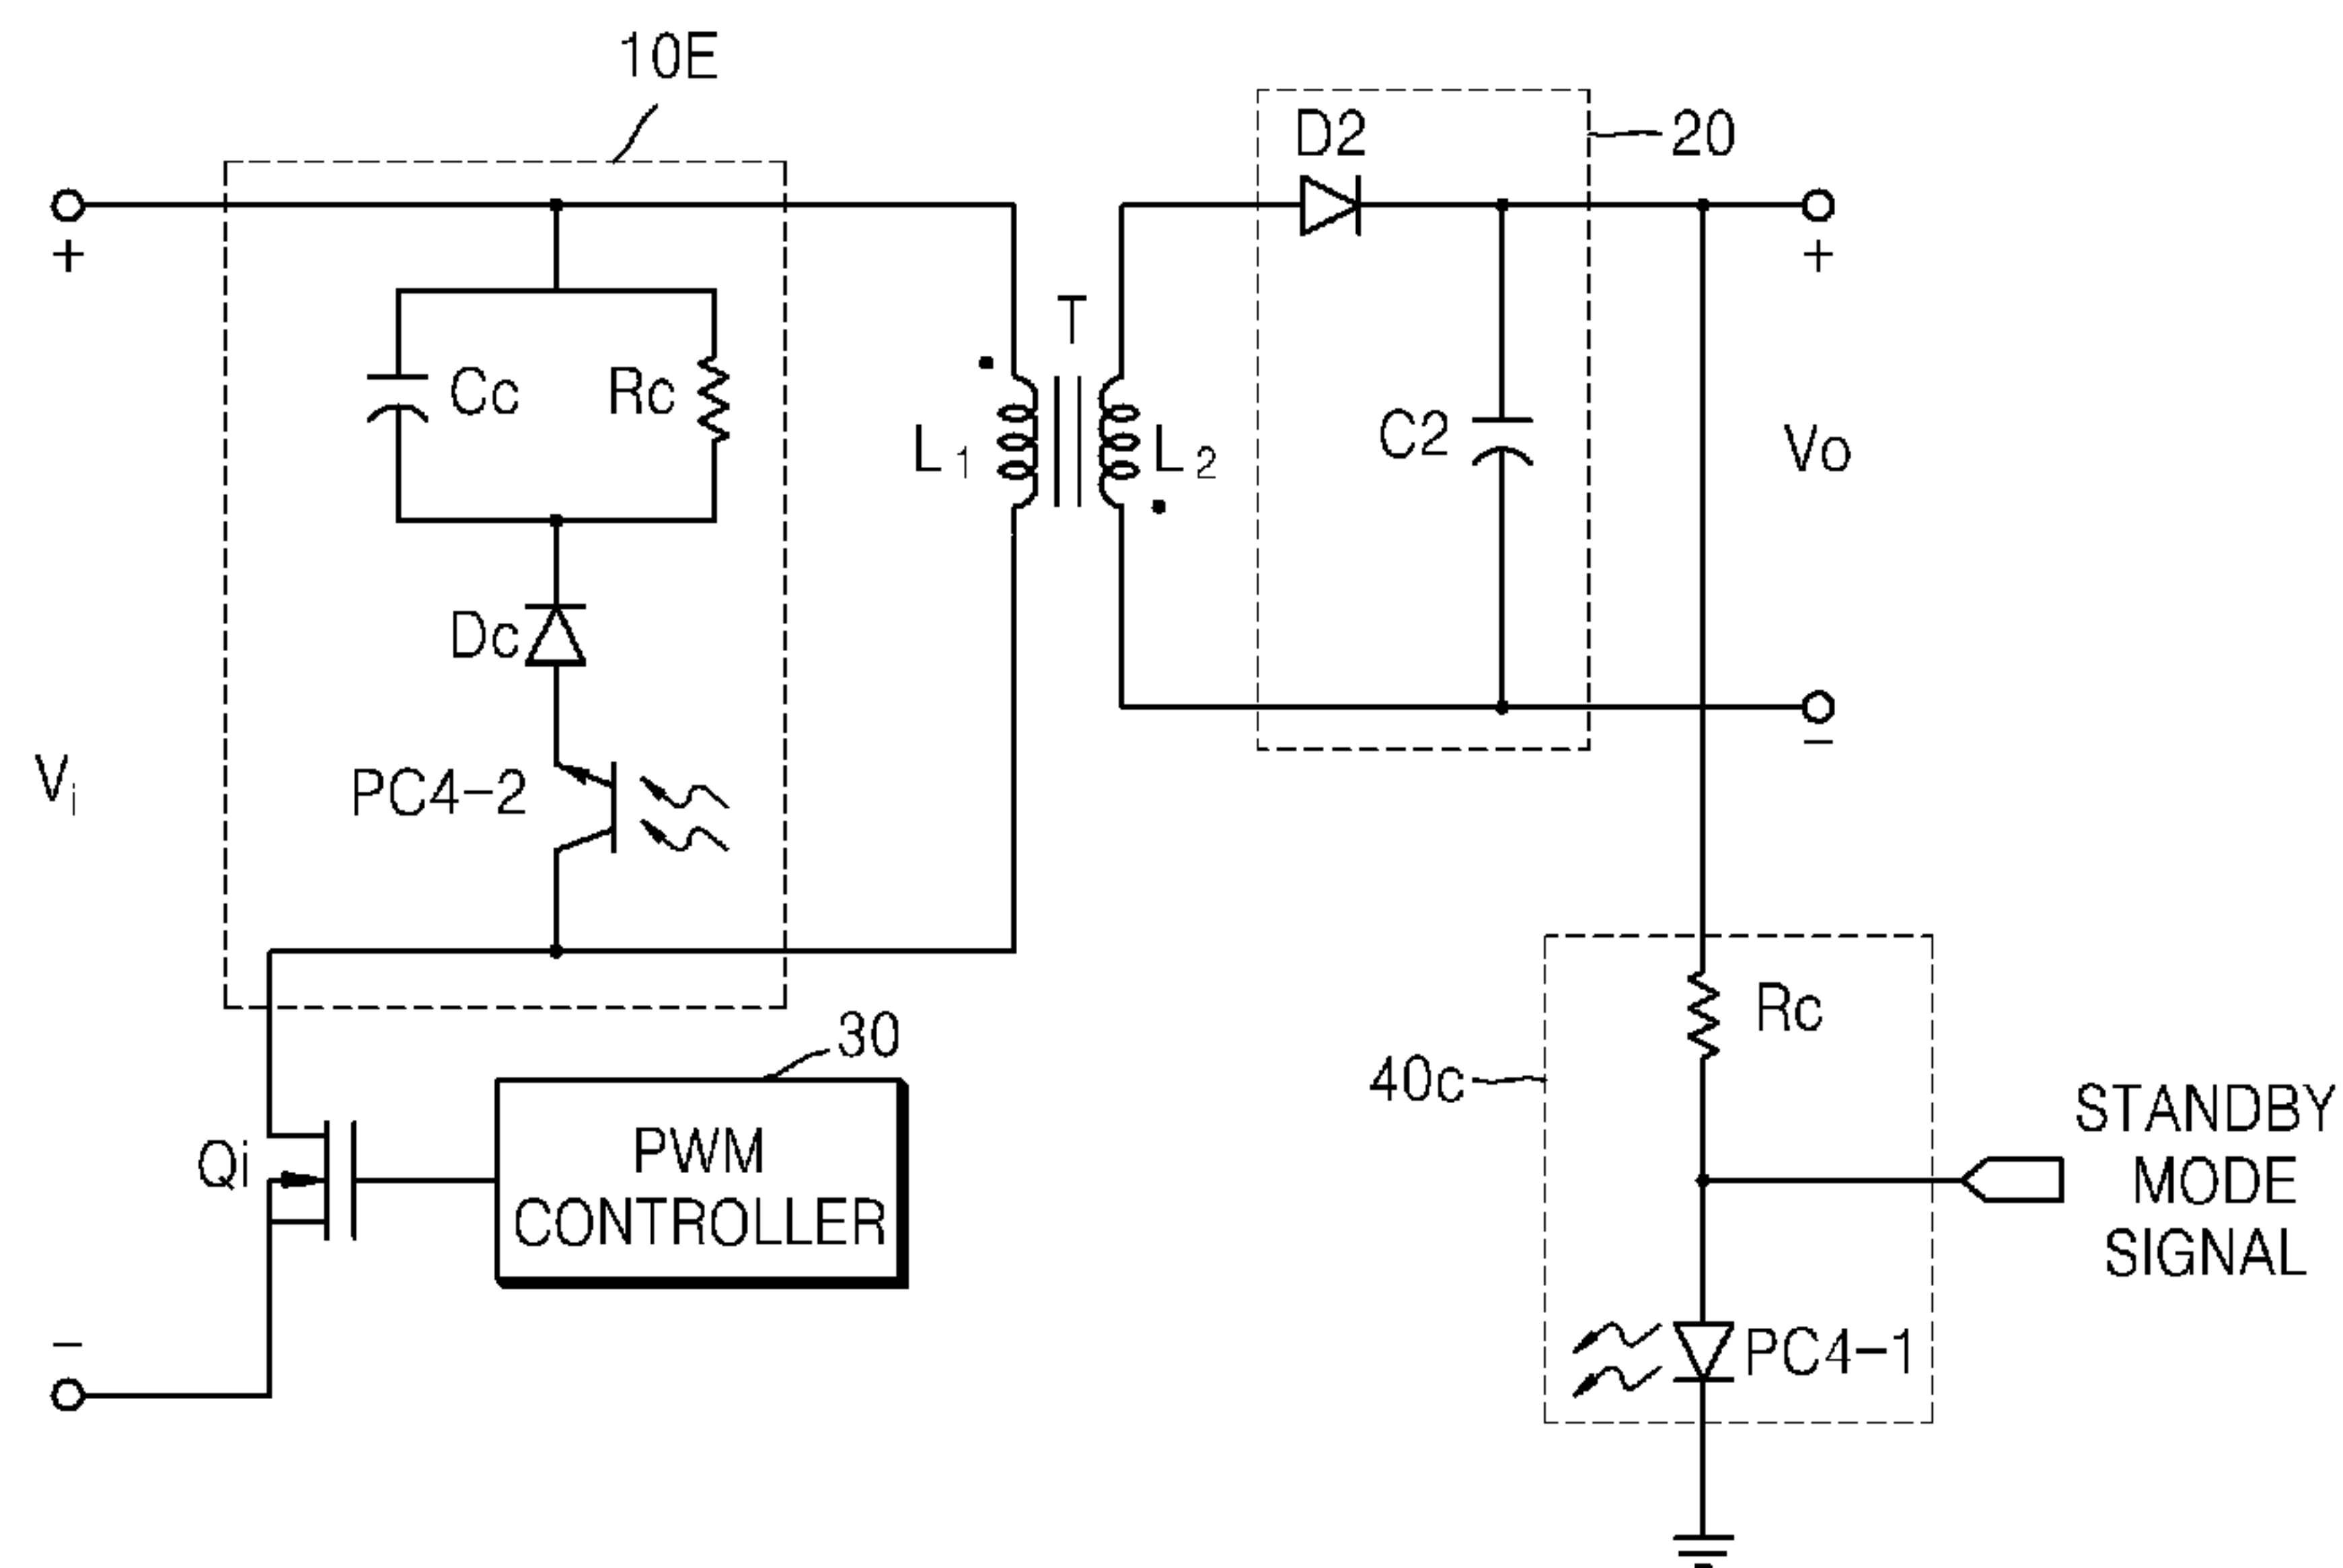 10E
D2
20
+
+
T
Cc
Rc
L1
L2
C2
Vo
Dc
−
Vi
PC4-2
Rc
30
40c
PWM
CONTROLLER
Qi
STANDBY
MODE
SIGNAL
−
PC4-1